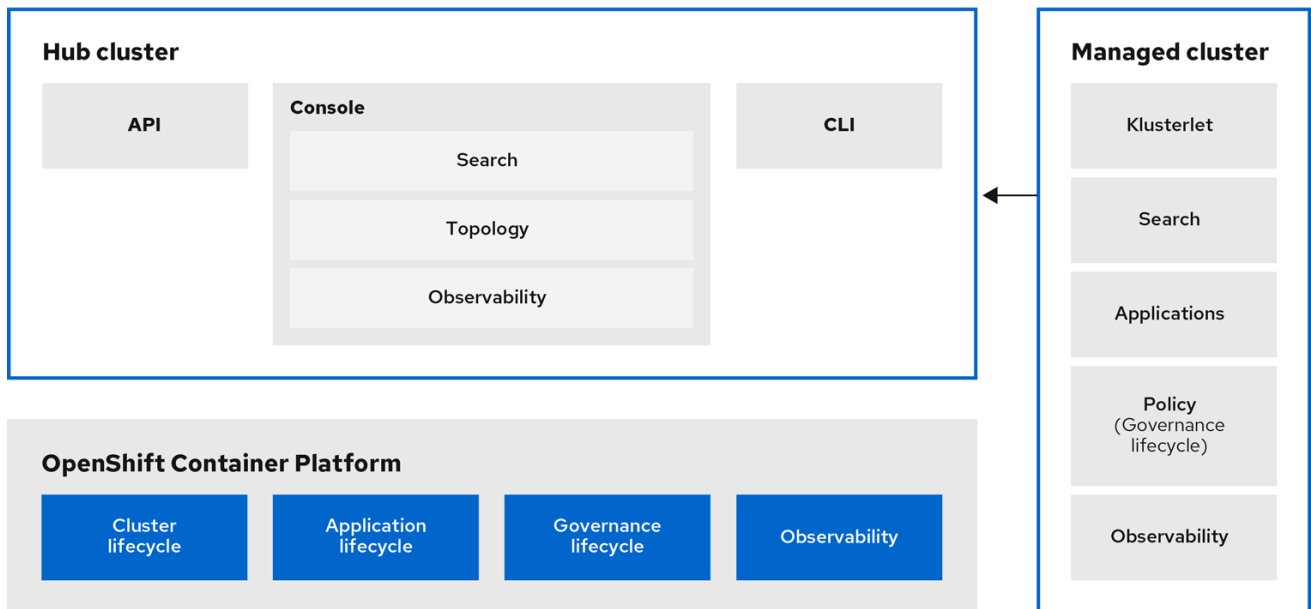 Hub cluster
API
Console
Search
Topology
Observability
CLI
OpenShift Container Platform
Cluster
lifecycle
Application
lifecycle
Governance
lifecycle
Observability
Managed cluster
Klusterlet
Search
Applications
Policy
(Governance
lifecycle)
Observability